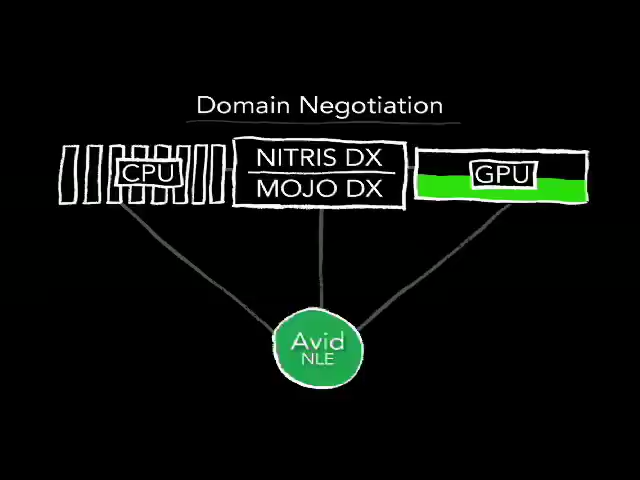 Domain Negotiation
CPU
NITRIS DX
MOJO DX
GPU
Avid
NLE